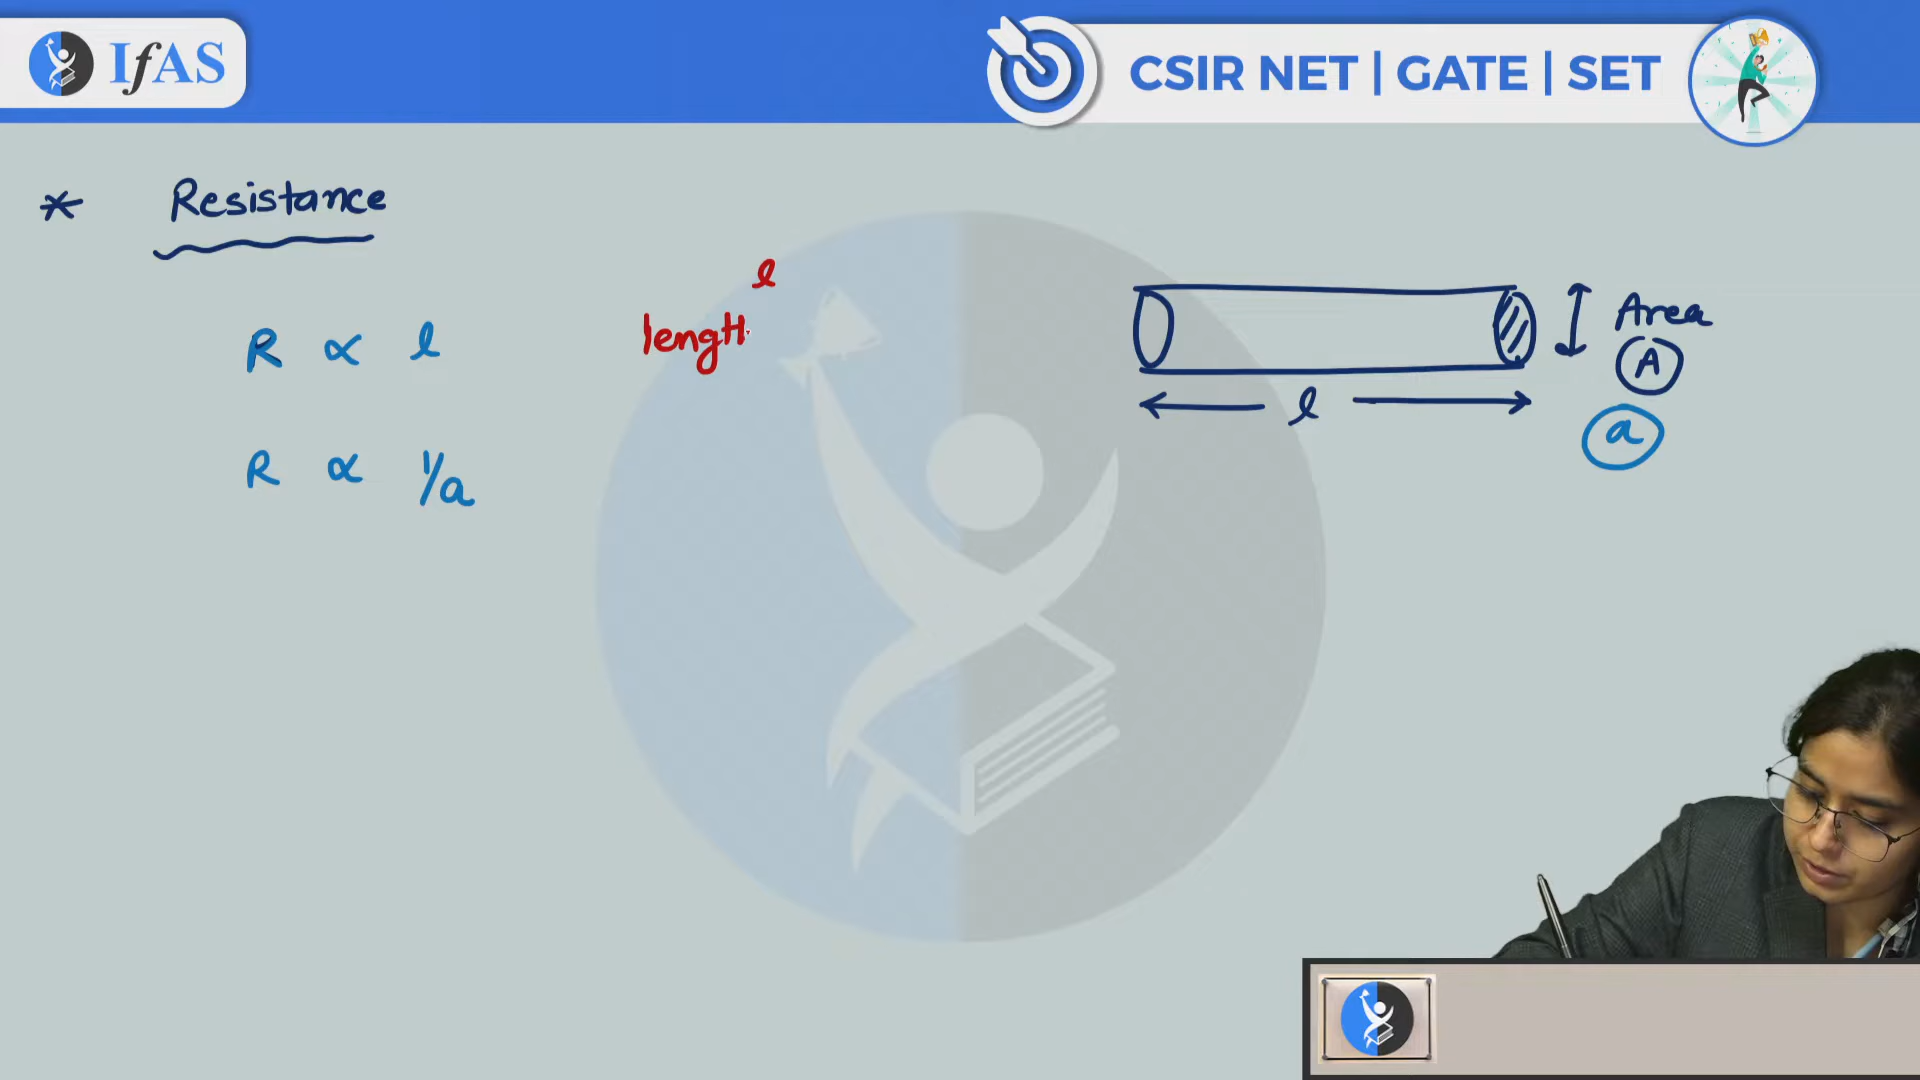 IfAS
CSIR NET | GATE | SET
* Resistance
l
length
R ∝ l
R ∝ 1/a
Area
A
a
l